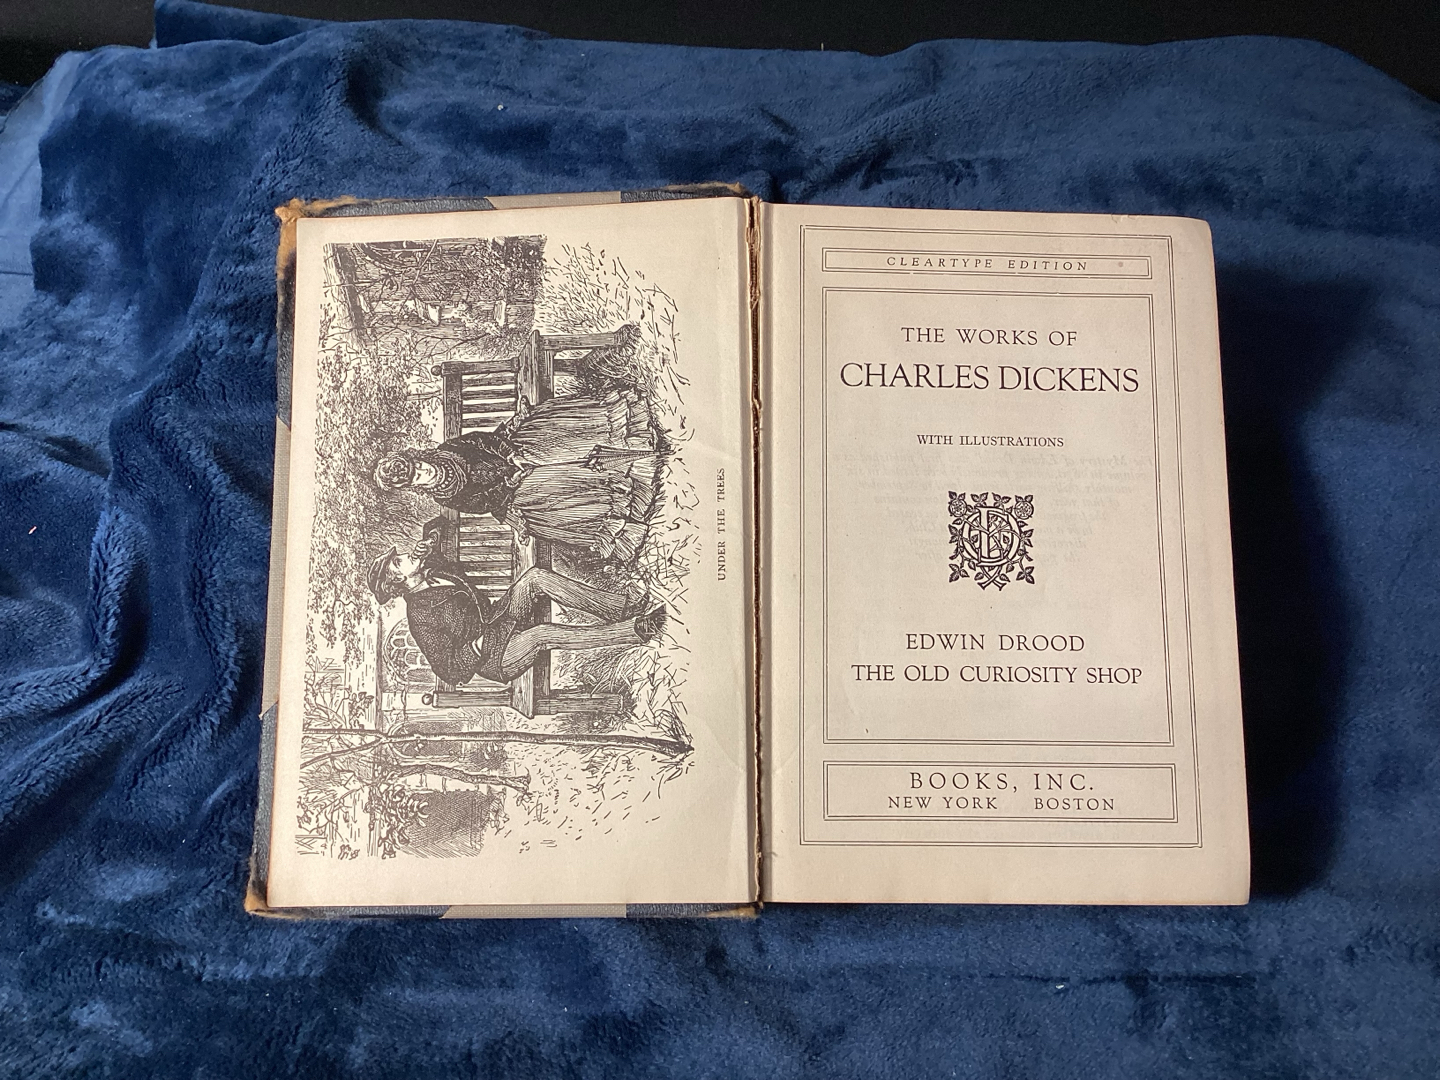 UNDER THE TREES
CLEARTYPE EDITION
THE WORKS OF
CHARLES DICKENS
WITH ILLUSTRATIONS
EDWIN DROOD
THE OLD CURIOSITY SHOP
BOOKS, INC.
NEW YORK BOSTON